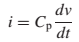 i = C_p dv/dt